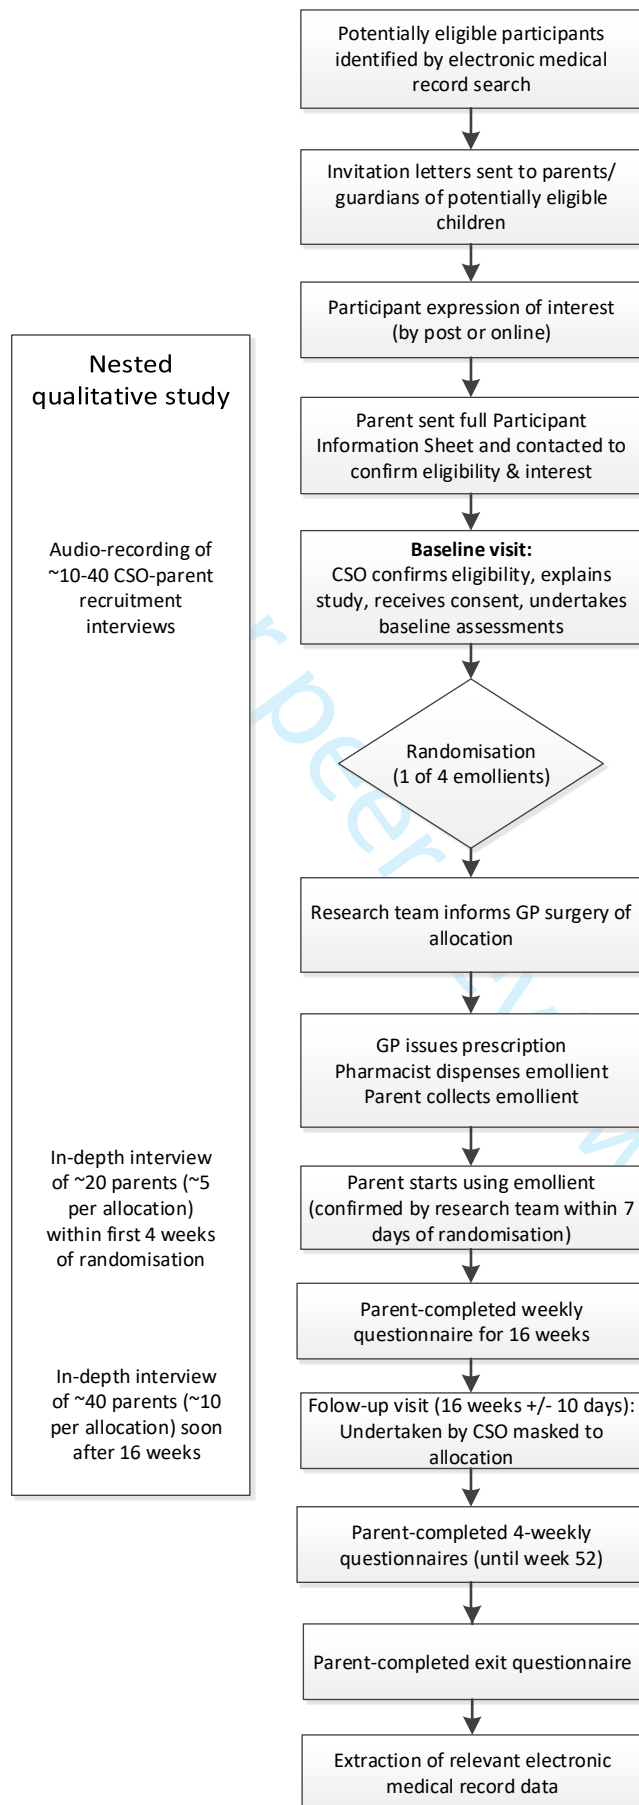 Potentially eligible participants
identified by electronic medical
record search
Invitation letters sent to parents/
guardians of potentially eligible
children
Participant expression of interest
(by post or online)
Parent sent full Participant
Information Sheet and contacted to
confirm eligibility & interest
Baseline visit:
CSO confirms eligibility, explains
study, receives consent, undertakes
baseline assessments
Randomisation
(1 of 4 emollients)
Research team informs GP surgery of
allocation
GP issues prescription
Pharmacist dispenses emollient
Parent collects emollient
Parent starts using emollient
(confirmed by research team within 7
days of randomisation)
Parent-completed weekly
questionnaire for 16 weeks
Folow-up visit (16 weeks +/- 10 days):
Undertaken by CSO masked to
allocation
Parent-completed 4-weekly
questionnaires (until week 52)
Parent-completed exit questionnaire
Extraction of relevant electronic
medical record data
Nested
qualitative study
Audio-recording of
~10-40 CSO-parent
recruitment
interviews
In-depth interview
of ~20 parents (~5
per allocation)
within first 4 weeks
of randomisation
In-depth interview
of ~40 parents (~10
per allocation) soon
after 16 weeks
peer